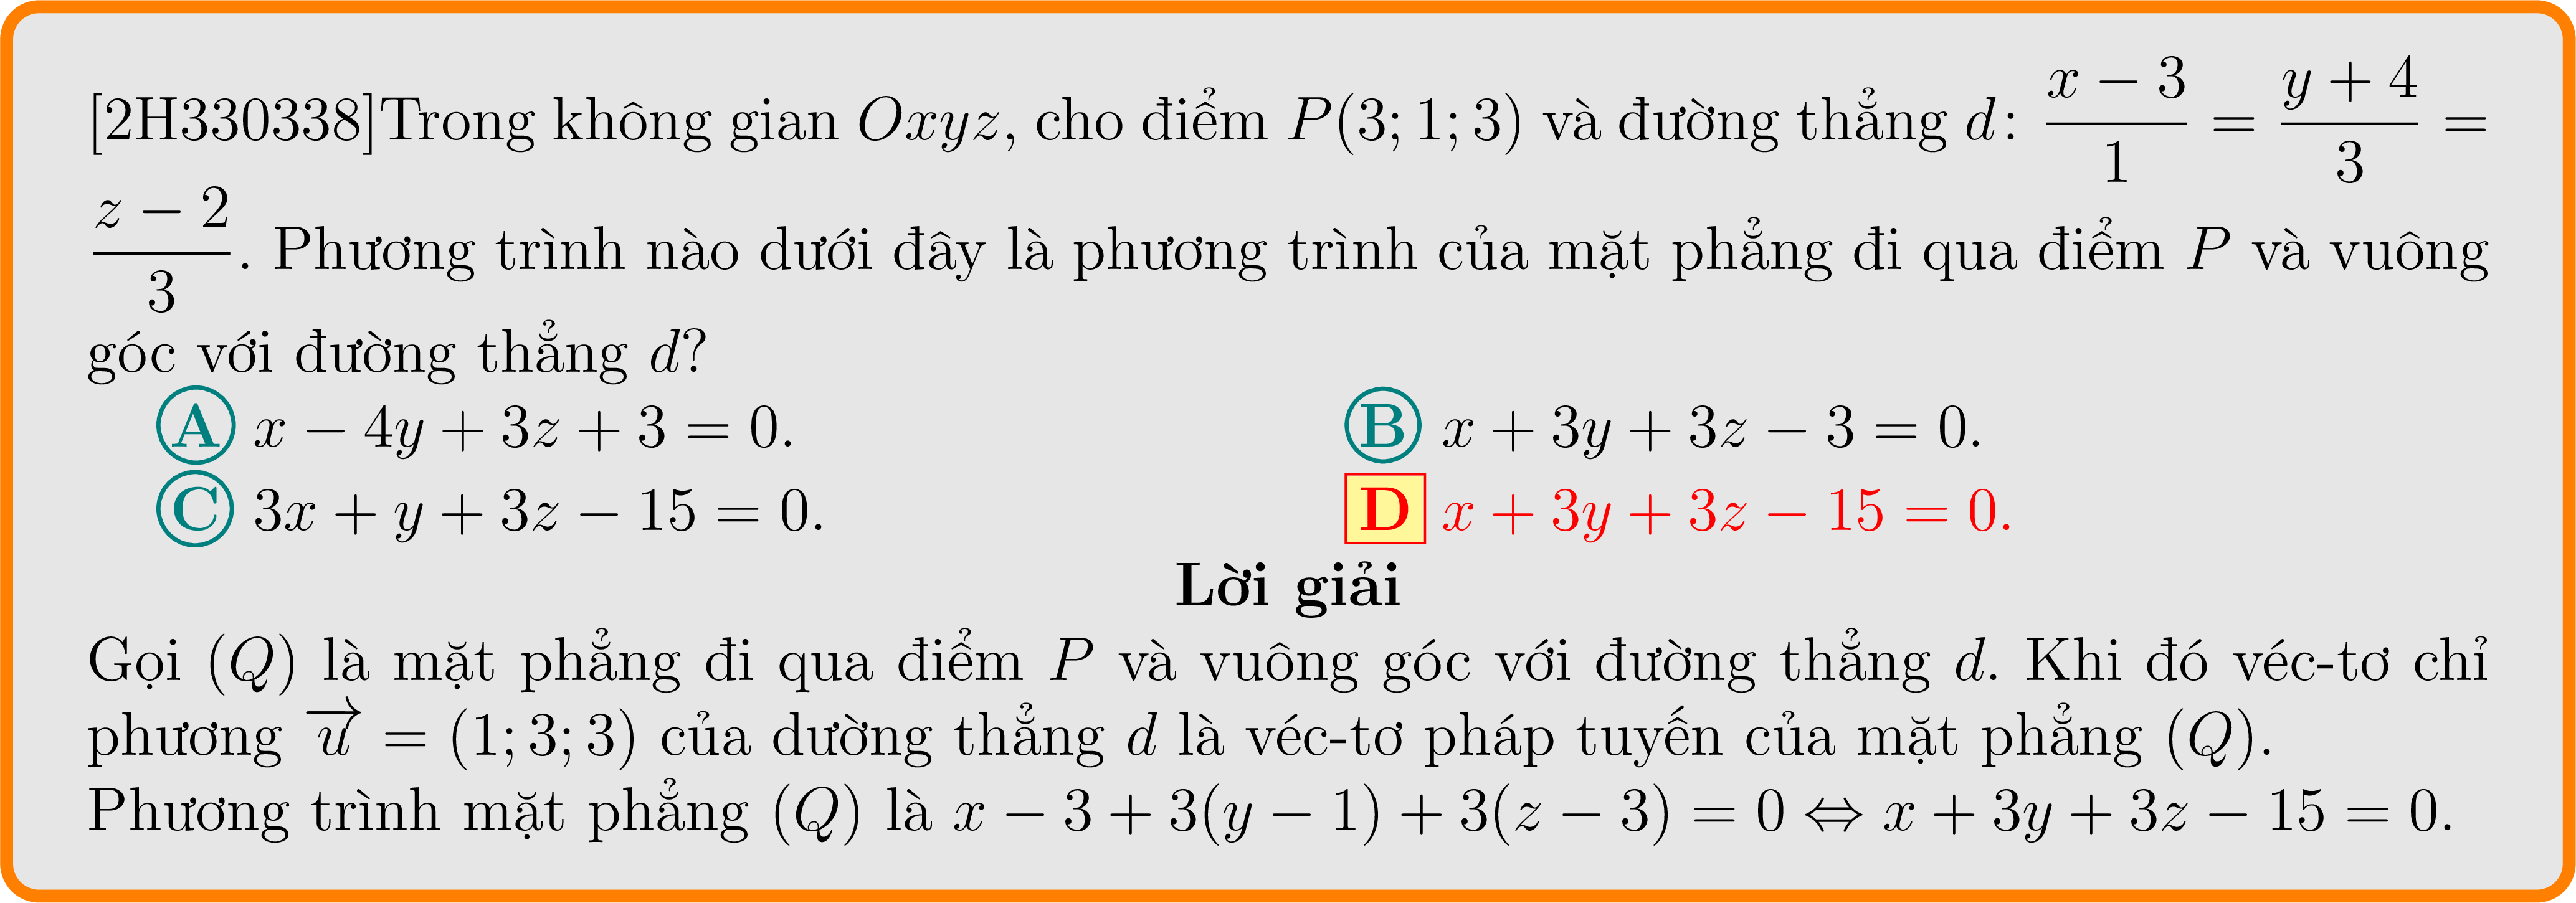 [2H330338]Trong không gian Oxyz, cho điểm P(3; 1; 3) và đường thẳng d: \dfrac{x − 3}{1} = \dfrac{y + 4}{3} =
\dfrac{z − 2}{3}. Phương trình nào dưới đây là phương trình của mặt phẳng đi qua điểm P và vuông
góc với đường thẳng d?
A x − 4y + 3z + 3 = 0. B x + 3y + 3z − 3 = 0.
C 3x + y + 3z − 15 = 0. D x + 3y + 3z − 15 = 0.
Lời giải
Gọi (Q) là mặt phẳng đi qua điểm P và vuông góc với đường thẳng d. Khi đó véc-tơ chỉ
phương \overrightarrow{u} = (1; 3; 3) của dường thẳng d là véc-tơ pháp tuyến của mặt phẳng (Q).
Phương trình mặt phẳng (Q) là x − 3 + 3(y − 1) + 3(z − 3) = 0 ⇔ x + 3y + 3z − 15 = 0.